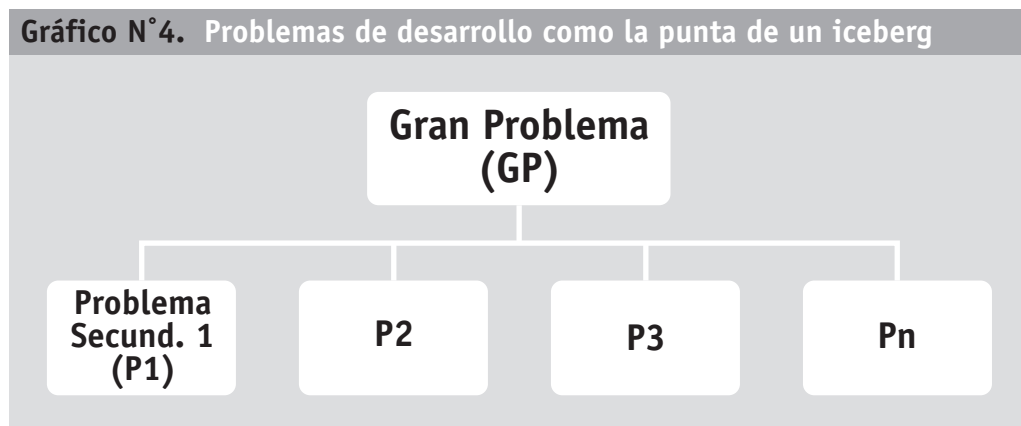 Gráfico N°4. Problemas de desarrollo como la punta de un iceberg
Gran Problema
(GP)
Problema
Secund. 1
(P1)
P2
P3
Pn